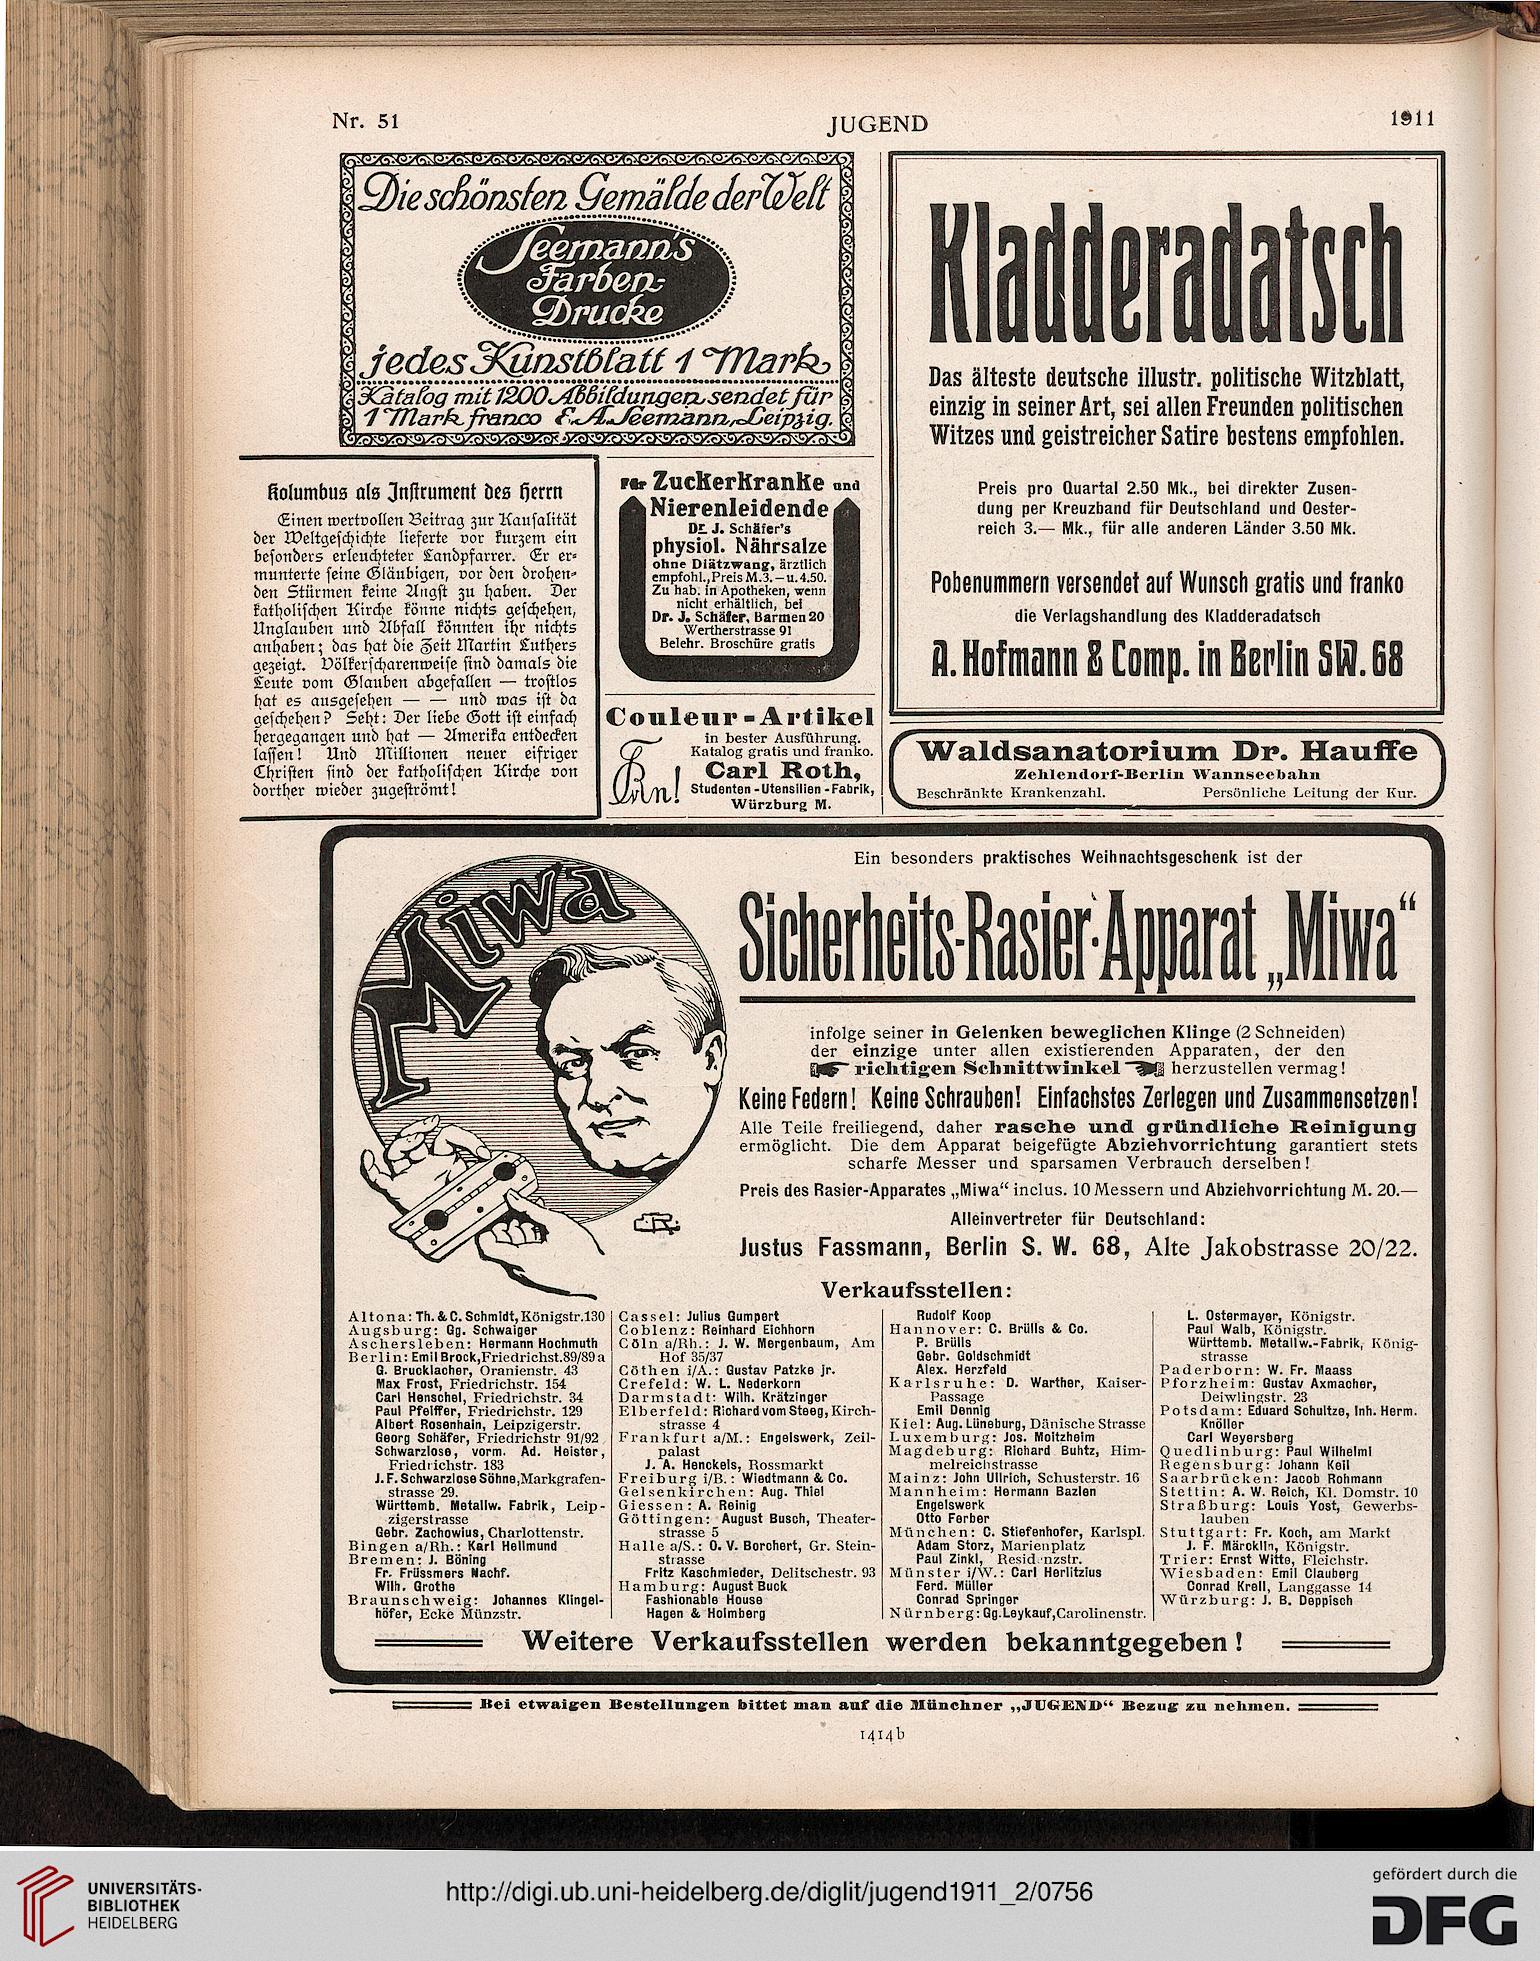 Nr. 51
JUGEND
1911
Die schönsten Gemälde der Welt
Seemann's
Farben-
Drucke
jedes Kunstblatt 1 Mark
Katalog mit 1200 Abbildungen sendet für
1 Mark franco E. A. Seemann, Leipzig.
Kolumbus als Instrument des Herrn
Einen wertvollen Beitrag zur Kausalität
der Weltgeschichte lieferte vor kurzem ein
besonders erleuchteter Landpfarrer. Er er-
munterte seine Gläubigen, vor den drohen-
den Stürmen keine Angst zu haben. Der
katholischen Kirche könne nichts geschehen,
Unglauben und Abfall könnten ihr nichts
anhaben; das hat die Zeit Martin Luthers
gezeigt. Völkerscharenweise sind damals die
Leute vom Glauben abgefallen — trostlos
hat es ausgesehen — — und was ist da
geschehen? Seht: Der liebe Gott ist einfach
hergegangen und hat — Amerika entdecken
lassen! Und Millionen neuer eifriger
Christen sind der katholischen Kirche von
dorther wieder zugeströmt!
Für Zuckerkranke und
Nierenleidende
Dr. J. Schäfer's
physiol. Nährsalze
ohne Diätzwang, ärztlich
empfohl., Preis M. 3.— u. 4.50.
Zu hab. in Apotheken, wenn
nicht erhältlich, bei
Dr. J. Schäfer, Barmen 20
Wertherstrasse 91
Belehr. Broschüre gratis
Couleur-Artikel
in bester Ausführung.
Katalog gratis und franko.
Carl Roth,
Studenten-Utensilien-Fabrik,
Würzburg M.
Kladderadatsch
Das älteste deutsche illustr. politische Witzblatt,
einzig in seiner Art, sei allen Freunden politischen
Witzes und geistreicher Satire bestens empfohlen.
Preis pro Quartal 2.50 Mk., bei direkter Zusen-
dung per Kreuzband für Deutschland und Oester-
reich 3.— Mk., für alle anderen Länder 3.50 Mk.
Pobenummern versendet auf Wunsch gratis und franko
die Verlagshandlung des Kladderadatsch
A. Hofmann & Comp. in Berlin SW. 68
Waldsanatorium Dr. Hauffe
Zehlendorf-Berlin Wannseebahn
Beschränkte Krankenzahl. Persönliche Leitung der Kur.
Miwa
Ein besonders praktisches Weihnachtsgeschenk ist der
Sicherheits-Rasier-Apparat „Miwa“
infolge seiner in Gelenken beweglichen Klinge (2 Schneiden)
der einzige unter allen existierenden Apparaten, der den
richtigen Schnittwinkel herzustellen vermag!
Keine Federn! Keine Schrauben! Einfachstes Zerlegen und Zusammensetzen!
Alle Teile freiliegend, daher rasche und gründliche Reinigung
ermöglicht. Die dem Apparat beigefügte Abziehvorrichtung garantiert stets
scharfe Messer und sparsamen Verbrauch derselben!
Preis des Rasier-Apparates „Miwa“ inclus. 10 Messern und Abziehvorrichtung M. 20.—
Alleinvertreter für Deutschland:
Justus Fassmann, Berlin S. W. 68, Alte Jakobstrasse 20/22.
Verkaufsstellen:
Altona: Th. & C. Schmidt, Königstr. 130
Augsburg: Gg. Schwaiger
Aschersleben: Hermann Hochmuth
Berlin: Emil Brock, Friedrichst. 89/89a
G. Brucklacher, Oranienstr. 43
Max Frost, Friedrichstr. 154
Carl Henschel, Friedrichstr. 34
Paul Pfeiffer, Friedrichstr. 129
Albert Rosenhain, Leipzigerstr.
Georg Schäfer, Friedrichstr 91/92
Schwarzlose, vorm. Ad. Heister,
Friedrichstr. 183
J. F. Schwarzlose Söhne, Markgrafen-
strasse 29.
Württemb. Metallw. Fabrik, Leip-
zigerstrasse
Gebr. Zachowius, Charlottenstr.
Bingen a/Rh.: Karl Hellmund
Bremen: J. Böning
Fr. Früssmers Nachf.
Wilh. Grothe
Braunschweig: Johannes Klingel-
höfer, Ecke Münzstr.
Cassel: Julius Gumpert
Coblenz: Reinhard Eichhorn
Cöln a/Rh.: J. W. Mergenbaum, Am
Hof 35/37
Cöthen i/A.: Gustav Patzke jr.
Crefeld: W. L. Nederkorn
Darmstadt: Wilh. Krätzinger
Elberfeld: Richard vom Steeg, Kirch-
strasse 4
Frankfurt a/M.: Engelswerk, Zeil-
palast
J. A. Henckels, Rossmarkt
Freiburg i/B.: Wiedtmann & Co.
Gelsenkirchen: Aug. Thiel
Giessen: A. Reinig
Göttingen: August Busch, Theater-
strasse 5
Halle a/S.: O. V. Borchert, Gr. Stein-
strasse
Fritz Kaschmieder, Delitschestr. 93
Hamburg: August Buck
Fashionable House
Hagen & Holmberg
Rudolf Koop
Hannover: C. Brülls & Co.
P. Brülls
Gebr. Goldschmidt
Alex. Herzfeld
Karlsruhe: D. Warther, Kaiser-
Passage
Emil Dennig
Kiel: Aug. Lüneburg, Dänische Strasse
Luxemburg: Jos. Moitzheim
Magdeburg: Richard Buhtz, Him-
melreichstrasse
Mainz: John Ullrich, Schusterstr. 16
Mannheim: Hermann Bazlen
Engelswerk
Otto Ferber
München: C. Stiefenhofer, Karlspl.
Adam Storz, Marienplatz
Paul Zinkl, Residenzstr.
Münster i/W.: Carl Herlitzius
Ferd. Müller
Conrad Springer
Nürnberg: Gg. Leykauf, Carolinenstr.
L. Ostermayer, Königstr.
Paul Walb, Königstr.
Württemb. Metallw.-Fabrik, König-
strasse
Paderborn: W. Fr. Maass
Pforzheim: Gustav Axmacher,
Deiwlingstr. 23
Potsdam: Eduard Schultze, Inh. Herm.
Knöller
Carl Weyersberg
Quedlinburg: Paul Wilhelmi
Regensburg: Johann Keil
Saarbrücken: Jacob Rohmann
Stettin: A. W. Reich, Kl. Domstr. 10
Straßburg: Louis Yost, Gewerbs-
lauben
Stuttgart: Fr. Koch, am Markt
J. F. Märcklin, Königstr.
Trier: Ernst Witte, Fleichstr.
Wiesbaden: Emil Clauberg
Conrad Krell, Langgasse 14
Würzburg: J. B. Deppisch
Weitere Verkaufsstellen werden bekanntgegeben!
Bei etwaigen Bestellungen bittet man auf die Münchner „JUGEND“ Bezug zu nehmen.
1414b
UNIVERSITÄTS-
BIBLIOTHEK
HEIDELBERG
http://digi.ub.uni-heidelberg.de/diglit/jugend1911_2/0756
gefördert durch die
DFG